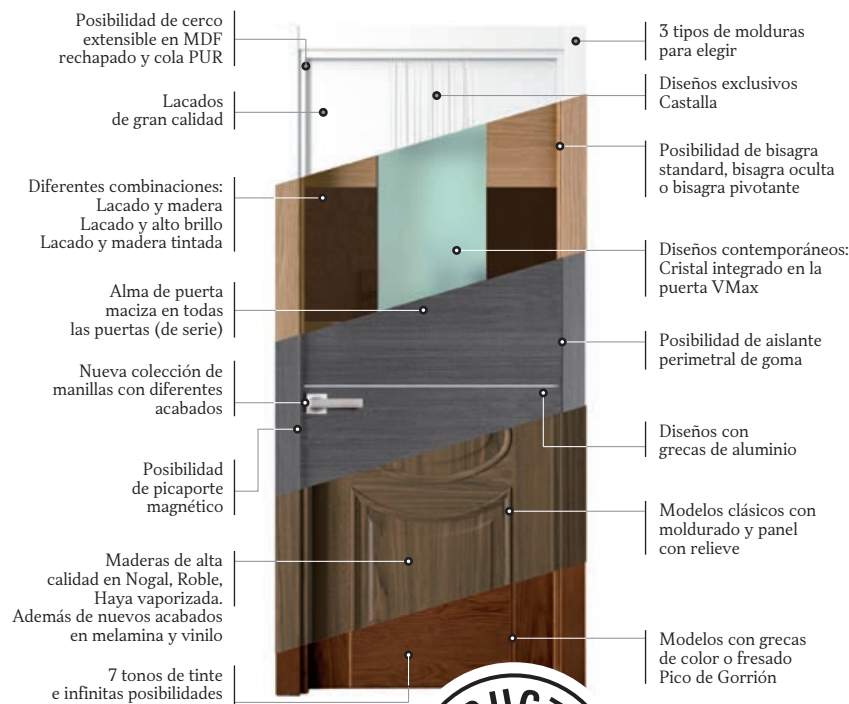 Posibilidad de cerco
extensible en MDF
rechapado y cola PUR
Lacados
de gran calidad
Diferentes combinaciones:
Lacado y madera
Lacado y alto brillo
Lacado y madera tintada
Alma de puerta
maciza en todas
las puertas (de serie)
Nueva colección de
manillas con diferentes
acabados
Posibilidad
de picaporte
magnético
Maderas de alta
calidad en Nogal, Roble,
Haya vaporizada.
Además de nuevos acabados
en melamina y vinilo
7 tonos de tinte
e infinitas posibilidades
3 tipos de molduras
para elegir
Diseños exclusivos
Castalla
Posibilidad de bisagra
standard, bisagra oculta
o bisagra pivotante
Diseños contemporáneos:
Cristal integrado en la
puerta VMax
Posibilidad de aislante
perimetral de goma
Diseños con
grecas de aluminio
Modelos clásicos con
moldurado y panel
con relieve
Modelos con grecas
de color o fresado
Pico de Gorrión